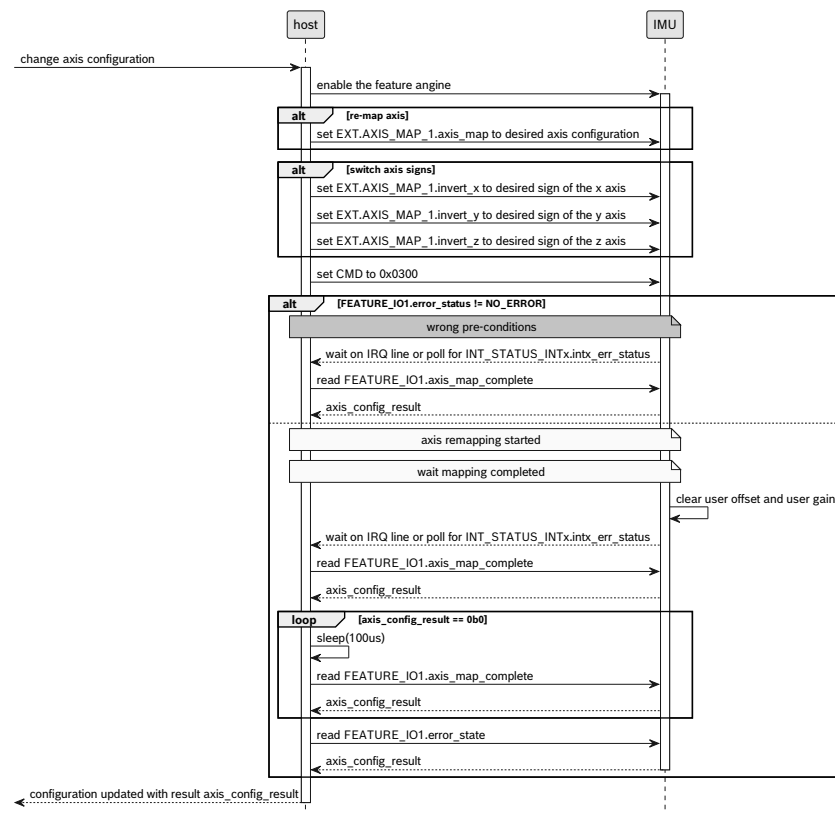 host
IMU
change axis configuration
enable the feature angine
alt [re-map axis]
set EXT.AXIS_MAP_1.axis_map to desired axis configuration
alt [switch axis signs]
set EXT.AXIS_MAP_1.invert_x to desired sign of the x axis
set EXT.AXIS_MAP_1.invert_y to desired sign of the y axis
set EXT.AXIS_MAP_1.invert_z to desired sign of the z axis
set CMD to 0x0300
alt [FEATURE_IO1.error_status != NO_ERROR]
wrong pre-conditions
wait on IRQ line or poll for INT_STATUS_INTx.intx_err_status
read FEATURE_IO1.axis_map_complete
axis_config_result
axis remapping started
wait mapping completed
clear user offset and user gain
wait on IRQ line or poll for INT_STATUS_INTx.intx_err_status
read FEATURE_IO1.axis_map_complete
axis_config_result
loop [axis_config_result == 0b0]
sleep(100us)
read FEATURE_IO1.axis_map_complete
axis_config_result
read FEATURE_IO1.error_state
axis_config_result
configuration updated with result axis_config_result